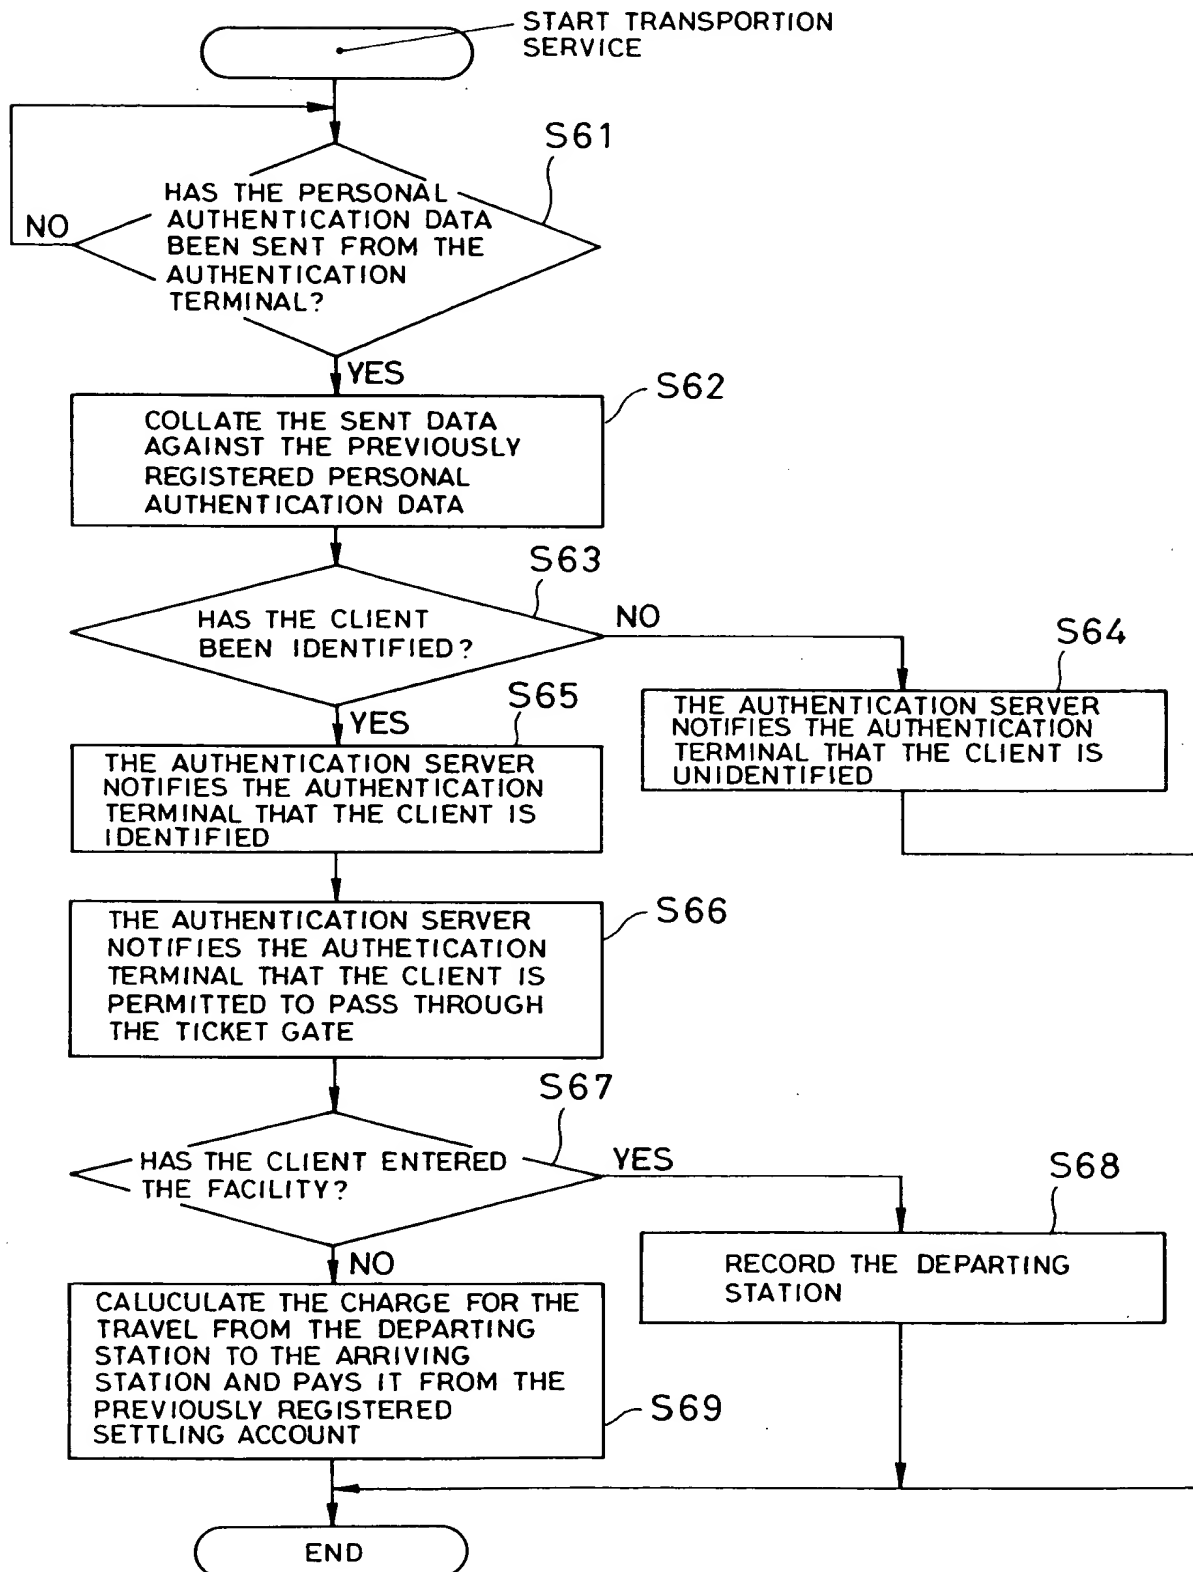 START TRANSPORTION
SERVICE
S61
HAS THE PERSONAL
AUTHENTICATION DATA
BEEN SENT FROM THE
AUTHENTICATION
TERMINAL?
NO
YES
S62
COLLATE THE SENT DATA
AGAINST THE PREVIOUSLY
REGISTERED PERSONAL
AUTHENTICATION DATA
S63
HAS THE CLIENT
BEEN IDENTIFIED?
NO
S64
THE AUTHENTICATION SERVER
NOTIFIES THE AUTHENTICATION
TERMINAL THAT THE CLIENT IS
UNIDENTIFIED
YES
S65
THE AUTHENTICATION SERVER
NOTIFIES THE AUTHENTICATION
TERMINAL THAT THE CLIENT IS
IDENTIFIED
S66
THE AUTHENTICATION SERVER
NOTIFIES THE AUTHETICATION
TERMINAL THAT THE CLIENT IS
PERMITTED TO PASS THROUGH
THE TICKET GATE
S67
HAS THE CLIENT ENTERED
THE FACILITY?
YES
S68
RECORD THE DEPARTING
STATION
NO
CALUCULATE THE CHARGE FOR THE
TRAVEL FROM THE DEPARTING
STATION TO THE ARRIVING
STATION AND PAYS IT FROM THE
PREVIOUSLY REGISTERED
SETTLING ACCOUNT
S69
END